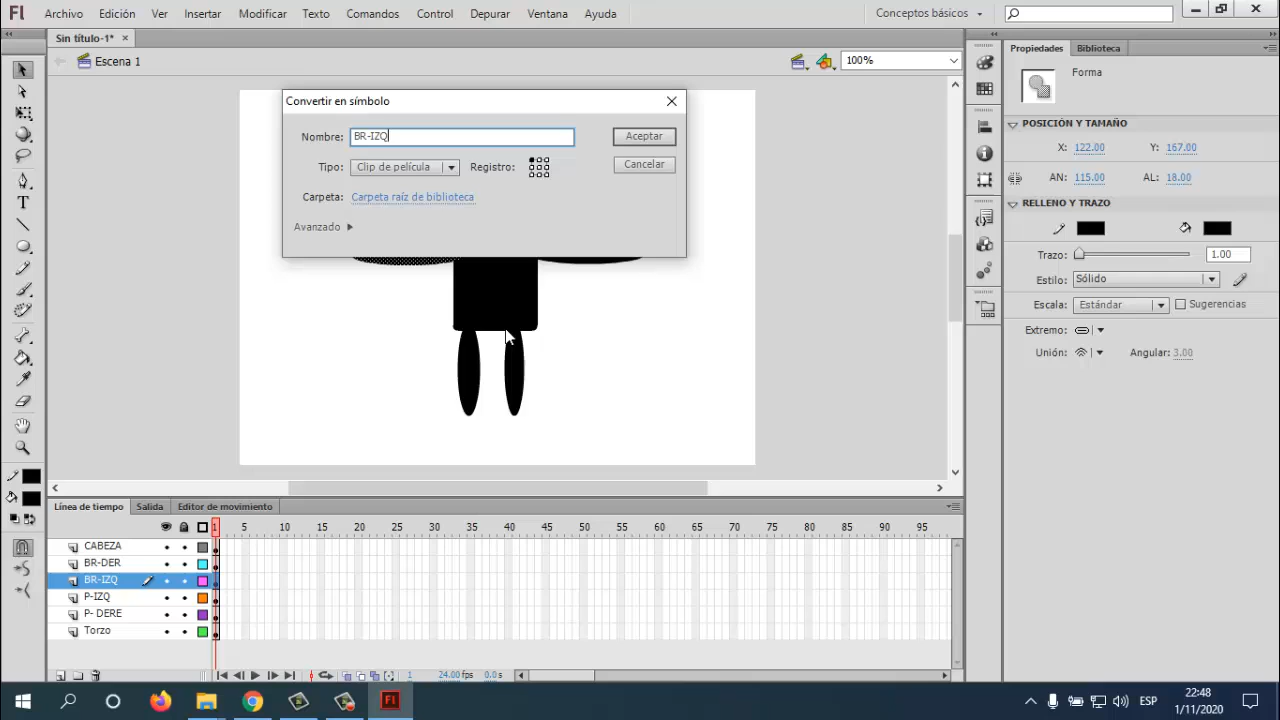 Fl Archivo Edición Ver Insertar Modificar Texto Comandos Control Depurar Ventana Ayuda Conceptos básicos
Sin título-1* ×
Escena 1 100%
Convertir en símbolo
Nombre: BR-IZQ Aceptar
Tipo: Clip de película Registro: Cancelar
Carpeta: Carpeta raíz de biblioteca
Avanzado
Propiedades Biblioteca
Forma
POSICIÓN Y TAMAÑO
X: 122.00 Y: 167.00
AN: 115.00 AL: 18.00
RELLENO Y TRAZO
Trazo: 1.00
Estilo: Sólido
Escala: Estándar Sugerencias
Extremo:
Unión: Angular: 3.00
Línea de tiempo Salida Editor de movimiento
1 5 10 15 20 25 30 35 40 45 50 55 60 65 70 75 80 85 90 95
CABEZA
BR-DER
BR-IZQ
P-IZQ
P- DERE
Torzo
1 24.00 fps 0.0 s
Fl ESP 22:48
1/11/2020